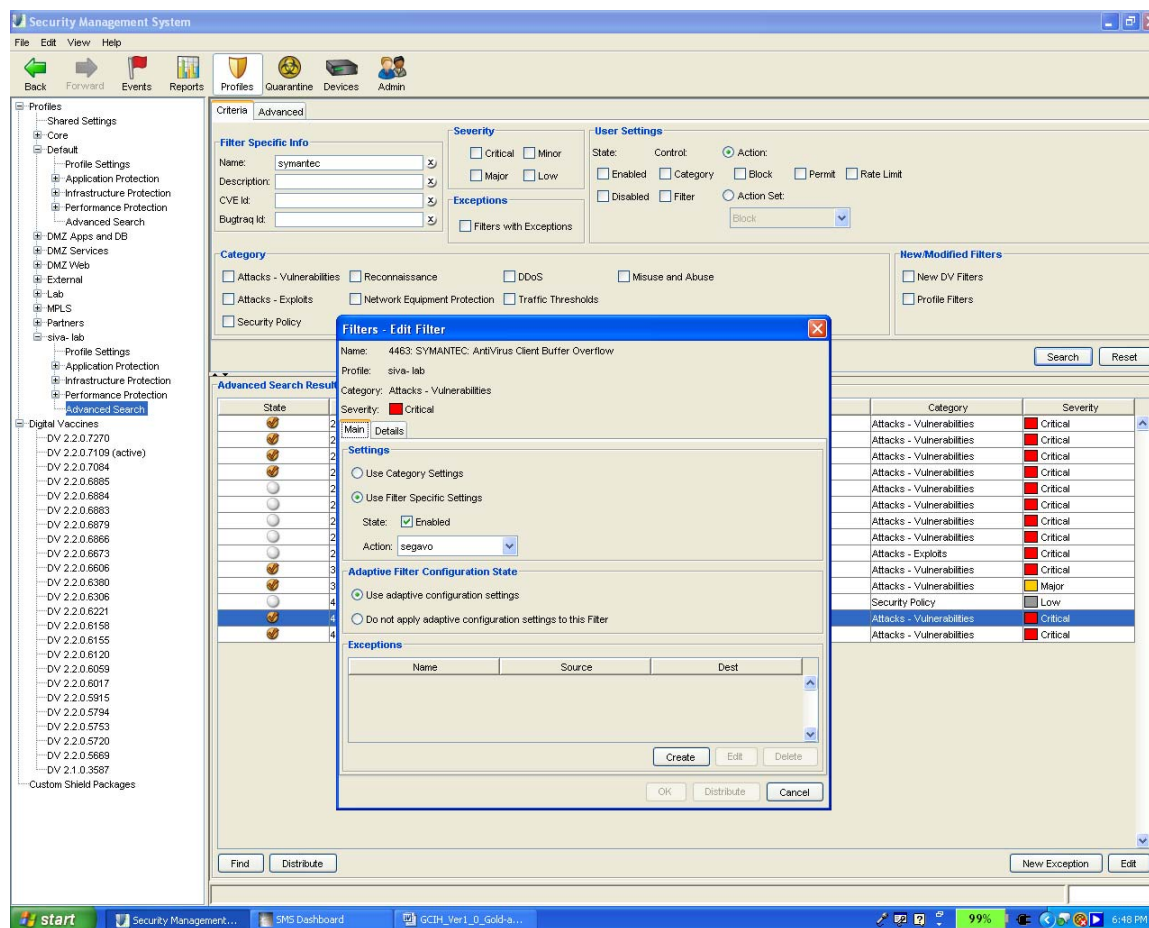 Security Management System
File Edit View Help
Back Forward Events Reports Profiles Quarantine Devices Admin
Profiles
Shared Settings
Core
Default
Profile Settings
Application Protection
Infrastructure Protection
Performance Protection
Advanced Search
DMZ Apps and DB
DMZ Services
DMZ Web
External
Lab
MPLS
Partners
siva- lab
Profile Settings
Application Protection
Infrastructure Protection
Performance Protection
Advanced Search
Digital Vaccines
DV 2.2.0.7270
DV 2.2.0.7109 (active)
DV 2.2.0.7084
DV 2.2.0.6885
DV 2.2.0.6884
DV 2.2.0.6883
DV 2.2.0.6879
DV 2.2.0.6866
DV 2.2.0.6673
DV 2.2.0.6606
DV 2.2.0.6380
DV 2.2.0.6306
DV 2.2.0.6221
DV 2.2.0.6158
DV 2.2.0.6155
DV 2.2.0.6120
DV 2.2.0.6059
DV 2.2.0.6017
DV 2.2.0.5915
DV 2.2.0.5794
DV 2.2.0.5753
DV 2.2.0.5720
DV 2.2.0.5669
DV 2.1.0.3587
Custom Shield Packages
Criteria Advanced
Filter Specific Info
Name: symantec
Description:
CVE Id:
Bugtraq Id:
Severity
Critical Minor
Major Low
Exceptions
Filters with Exceptions
User Settings
State: Control: Action:
Enabled Category Block Permit Rate Limit
Disabled Filter Action Set:
Block
Category
Attacks - Vulnerabilities Reconnaissance DDoS Misuse and Abuse
Attacks - Exploits Network Equipment Protection Traffic Thresholds
Security Policy
New/Modified Filters
New DV Filters
Profile Filters
Search Reset
Advanced Search Result
State Category Severity
2 Attacks - Vulnerabilities Critical
2 Attacks - Vulnerabilities Critical
2 Attacks - Vulnerabilities Critical
2 Attacks - Vulnerabilities Critical
2 Attacks - Vulnerabilities Critical
2 Attacks - Vulnerabilities Critical
2 Attacks - Vulnerabilities Critical
2 Attacks - Vulnerabilities Critical
2 Attacks - Exploits Critical
3 Attacks - Vulnerabilities Critical
3 Attacks - Vulnerabilities Major
4 Security Policy Low
4 Attacks - Vulnerabilities Critical
4 Attacks - Vulnerabilities Critical
Filters - Edit Filter
Name: 4463: SYMANTEC: AntiVirus Client Buffer Overflow
Profile: siva- lab
Category: Attacks - Vulnerabilities
Severity: Critical
Main Details
Settings
Use Category Settings
Use Filter Specific Settings
State: Enabled
Action: segavo
Adaptive Filter Configuration State
Use adaptive configuration settings
Do not apply adaptive configuration settings to this Filter
Exceptions
Name Source Dest
Create Edit Delete
OK Distribute Cancel
Find Distribute New Exception Edit
start Security Management... SMS Dashboard GCIH_Ver1_0_Gold-a... 99% 6:48 PM